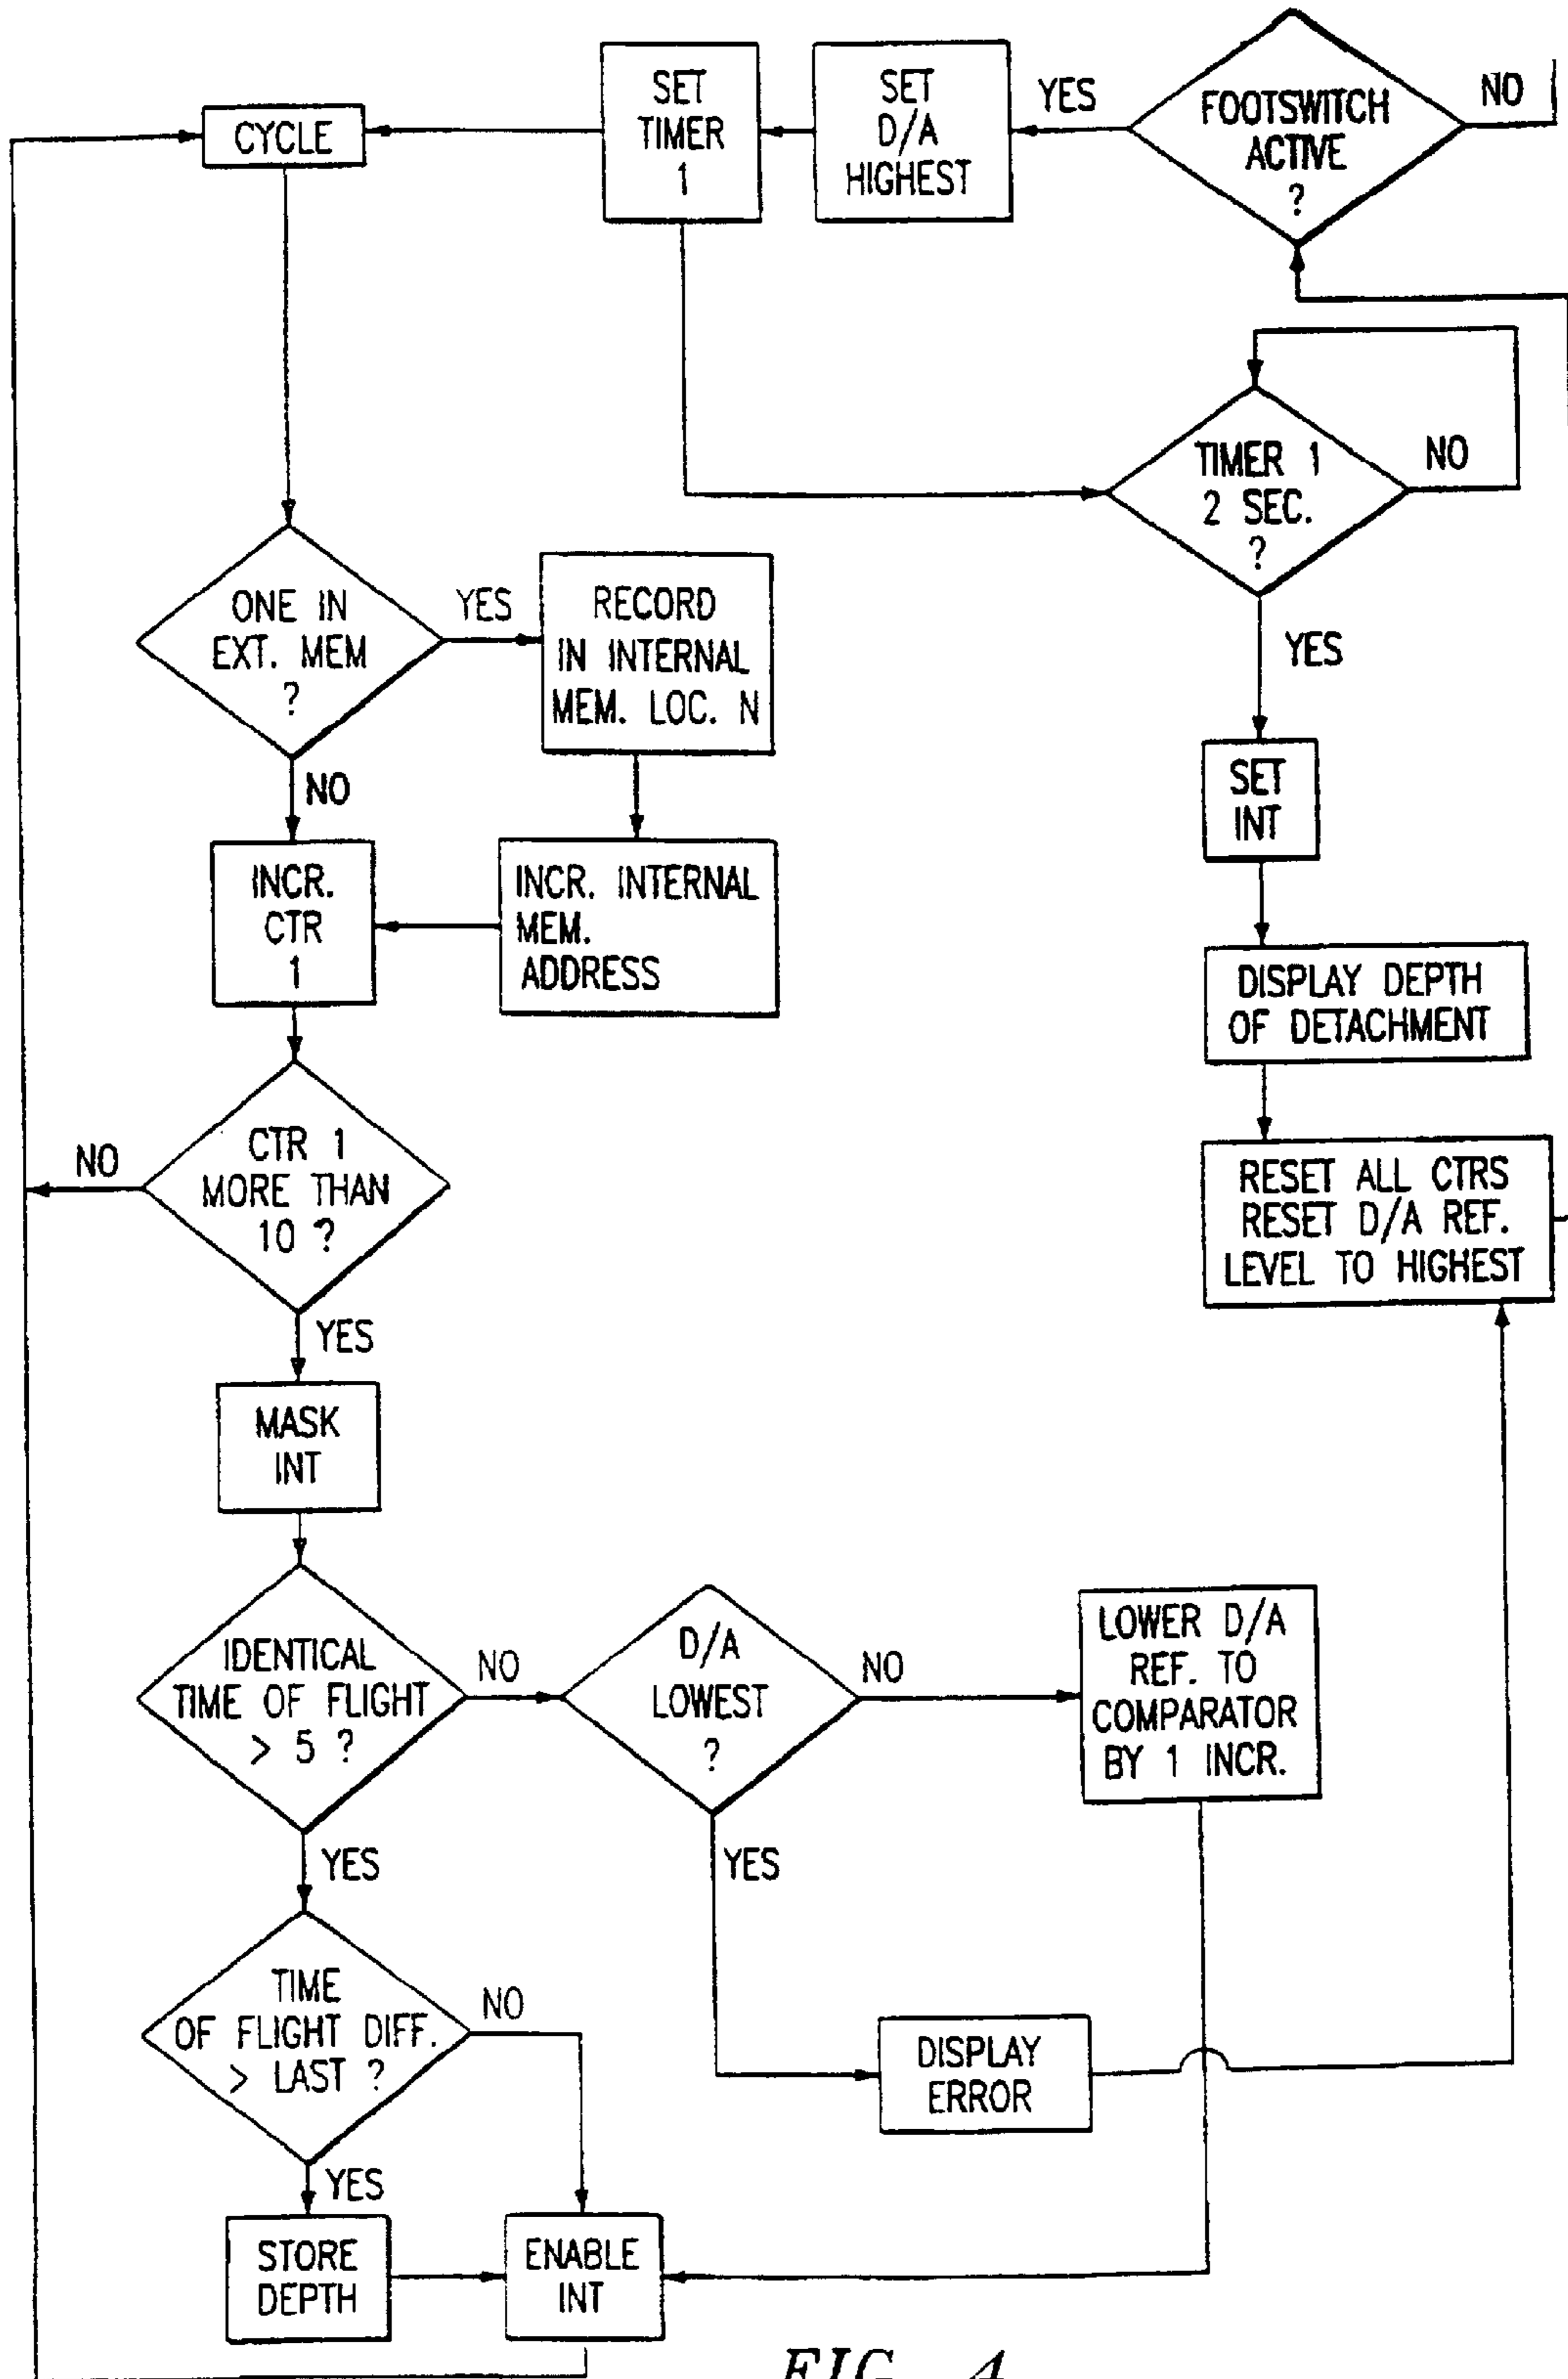 CYCLE
SET
TIMER
1
SET
D/A
HIGHEST
YES
FOOTSWITCH
ACTIVE
?
NO
TIMER 1
2 SEC.
?
NO
YES
ONE IN
EXT. MEM
?
YES
RECORD
IN INTERNAL
MEM. LOC. N
NO
SET
INT
INCR.
CTR
1
INCR. INTERNAL
MEM.
ADDRESS
DISPLAY DEPTH
OF DETACHMENT
CTR 1
MORE THAN
10 ?
NO
YES
RESET ALL CTRS
RESET D/A REF.
LEVEL TO HIGHEST
MASK
INT
IDENTICAL
TIME OF FLIGHT
> 5 ?
NO
D/A
LOWEST
?
NO
LOWER D/A
REF. TO
COMPARATOR
BY 1 INCR.
YES
YES
TIME
OF FLIGHT DIFF.
> LAST ?
NO
DISPLAY
ERROR
YES
STORE
DEPTH
ENABLE
INT
FIG. 4